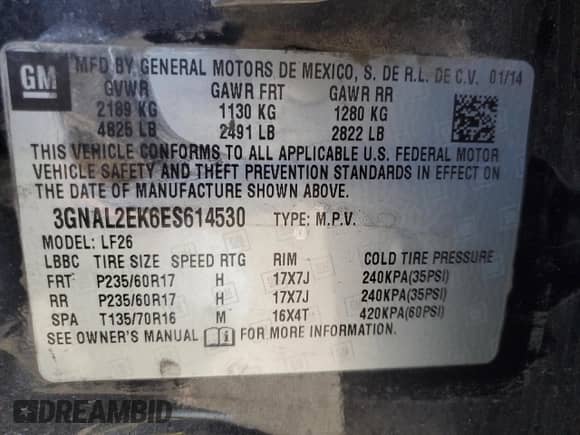 GM
MFD BY GENERAL MOTORS DE MEXICO, S. DE R.L. DE C.V. 01/14
GVWR GAWR FRT GAWR RR
2189 KG 1130 KG 1280 KG
4825 LB 2491 LB 2822 LB
THIS VEHICLE CONFORMS TO ALL APPLICABLE U.S. FEDERAL MOTOR
VEHICLE SAFETY AND THEFT PREVENTION STANDARDS IN EFFECT ON
THE DATE OF MANUFACTURE SHOWN ABOVE.
3GNAL2EK6ES614530 TYPE: M.P.V.
MODEL: LF26
LBBC TIRE SIZE SPEED RTG RIM COLD TIRE PRESSURE
FRT P235/60R17 H 17X7J 240KPA(35PSI)
RR P235/60R17 H 17X7J 240KPA(35PSI)
SPA T135/70R16 M 16X4T 420KPA(60PSI)
SEE OWNER'S MANUAL FOR MORE INFORMATION.
DREAMBID